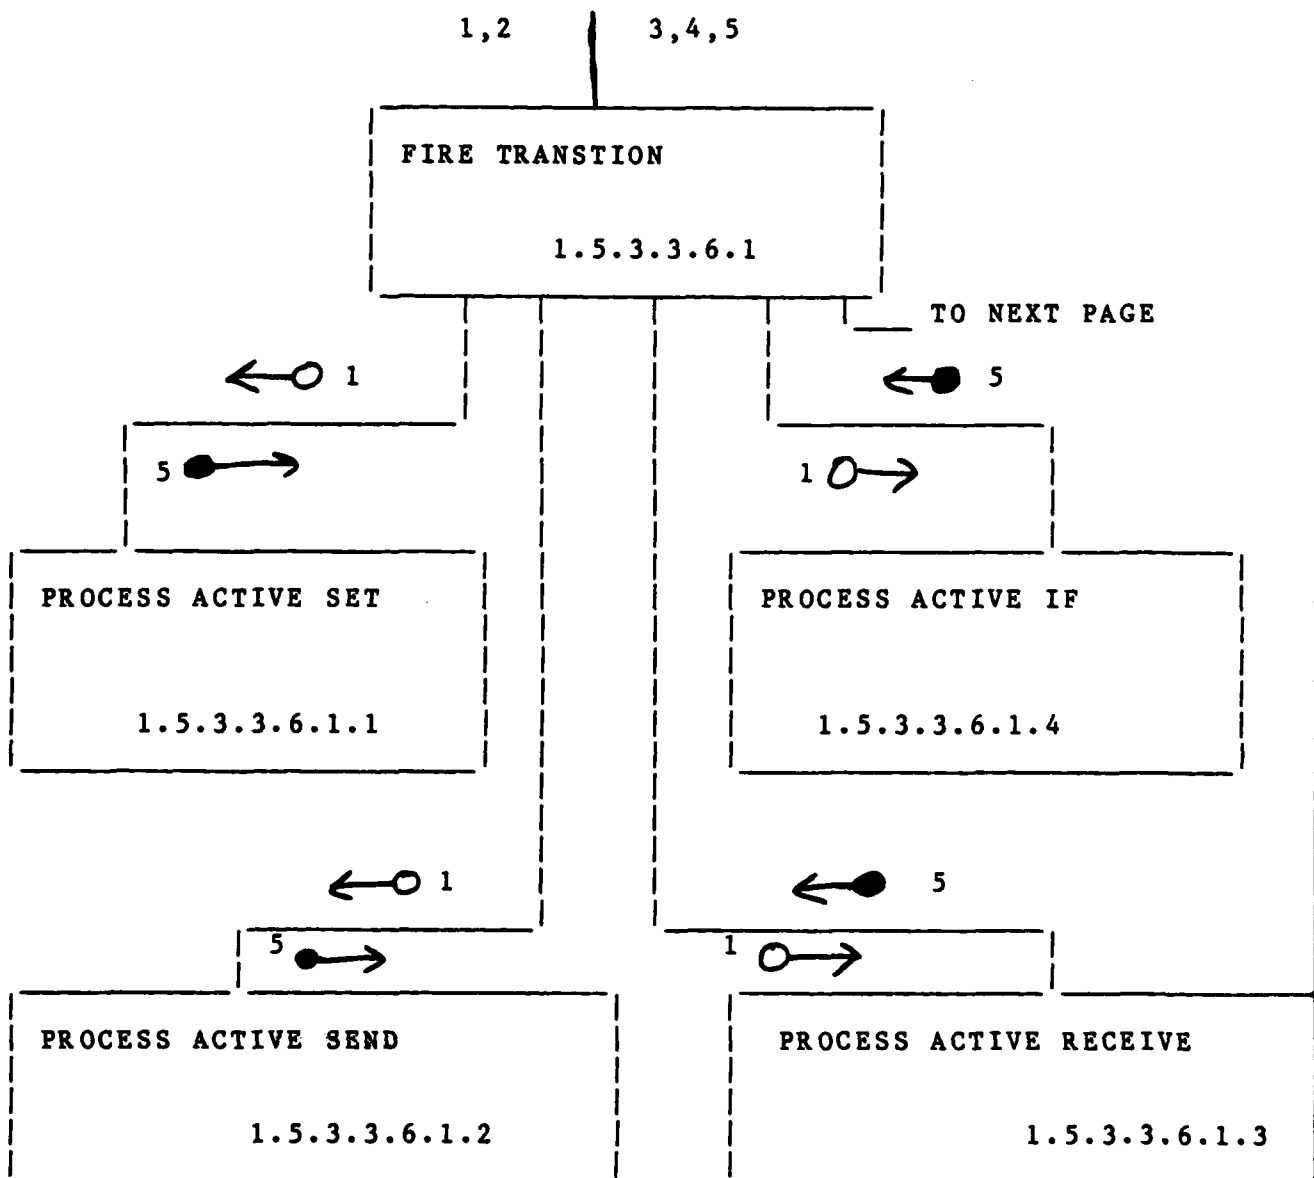 1,2 3,4,5
FIRE TRANSTION
1.5.3.3.6.1
TO NEXT PAGE
1 5
5 1
PROCESS ACTIVE SET PROCESS ACTIVE IF
1.5.3.3.6.1.1 1.5.3.3.6.1.4
1 5
5 1
PROCESS ACTIVE SEND PROCESS ACTIVE RECEIVE
1.5.3.3.6.1.2 1.5.3.3.6.1.3